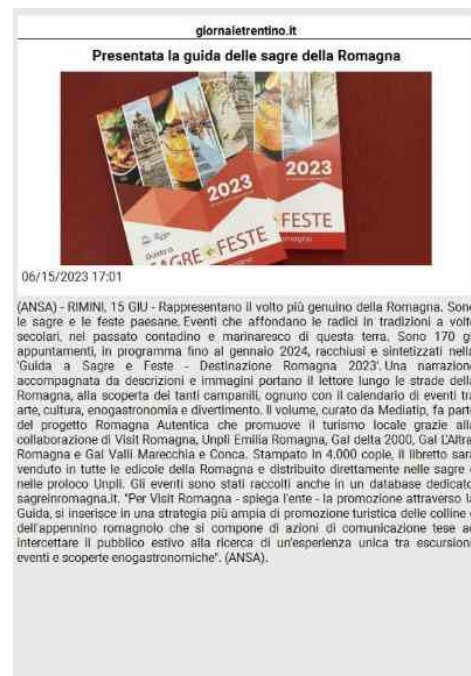 giornaletrentino.it
Presentata la guida delle sagre della Romagna
2023
2023
Guida a
SAGRE e FESTE
FESTE
06/15/2023 17:01
(ANSA) - RIMINI, 15 GIU - Rappresentano il volto più genuino della Romagna. Sono
le sagre e le feste paesane. Eventi che affondano le radici in tradizioni a volte
secolari, nel passato contadino e marinaresco di questa terra. Sono 170 gli
appuntamenti, in programma fino al gennaio 2024, racchiusi e sintetizzati nella
'Guida a Sagre e Feste - Destinazione Romagna 2023'. Una narrazione
accompagnata da descrizioni e immagini portano il lettore lungo le strade della
Romagna, alla scoperta dei tanti campanili, ognuno con il calendario di eventi tra
arte, cultura, enogastronomia e divertimento. Il volume, curato da Mediatip, fa parte
del progetto Romagna Autentica che promuove il turismo locale grazie alla
collaborazione di Visit Romagna, Unpli Emilia Romagna, Gal delta 2000, Gal L'Altra
Romagna e Gal Valli Marecchia e Conca. Stampato in 4.000 copie, il libretto sarà
venduto in tutte le edicole della Romagna e distribuito direttamente nelle sagre e
nelle proloco Unpli. Gli eventi sono stati raccolti anche in un database dedicato
sagreinromagna.it. "Per Visit Romagna - spiega l'ente - la promozione attraverso la
Guida, si inserisce in una strategia più ampia di promozione turistica delle colline e
dell'appennino romagnolo che si compone di azioni di comunicazione tese ad
intercettare il pubblico estivo alla ricerca di un'esperienza unica tra escursioni
eventi e scoperte enogastronomiche". (ANSA).